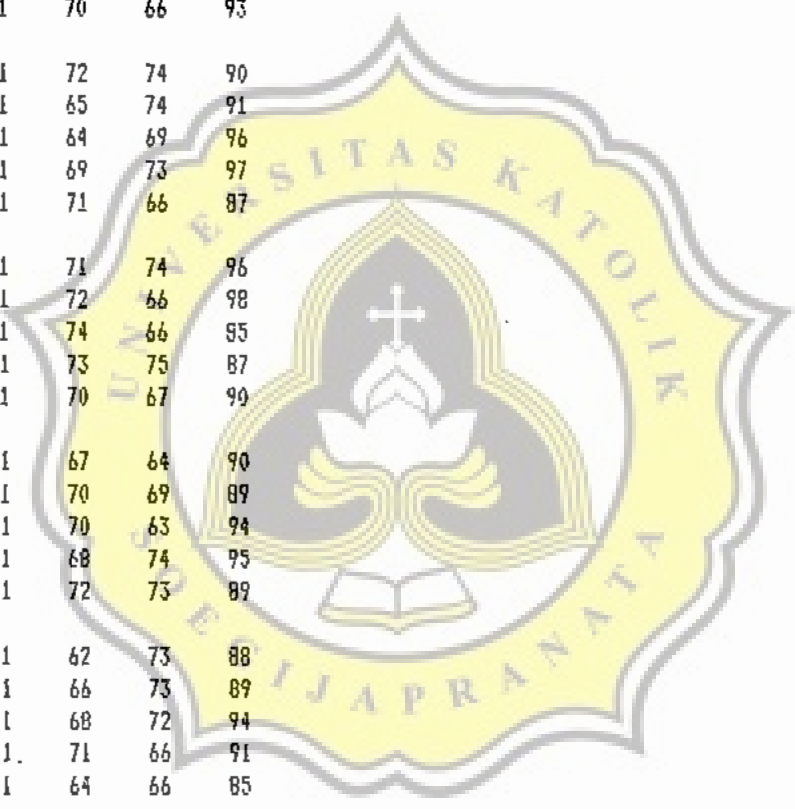 1 70 66 93
1 72 74 90
1 65 74 91
1 64 69 96
1 69 73 97
1 71 66 87
1 71 74 96
1 72 66 98
1 74 66 85
1 73 75 87
1 70 67 90
1 67 64 90
1 70 69 89
1 70 63 94
1 68 74 95
1 72 73 89
1 62 73 88
1 66 73 89
1 68 72 94
1. 71 66 91
1 64 66 85
UNIVERSITAS KATOLIK
SOEGIJAPRANATA